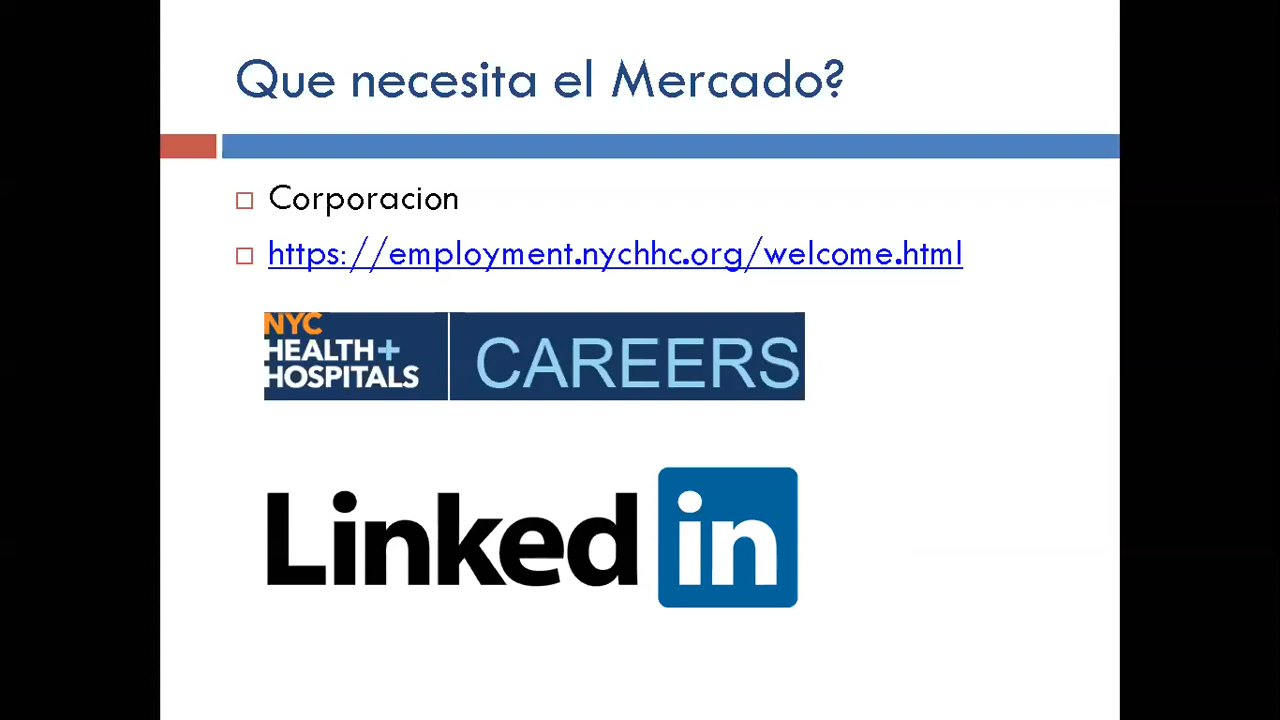 Que necesita el Mercado?
Corporacion
https://employment.nychhc.org/welcome.html
NYC
HEALTH+
HOSPITALS
CAREERS
Linked in